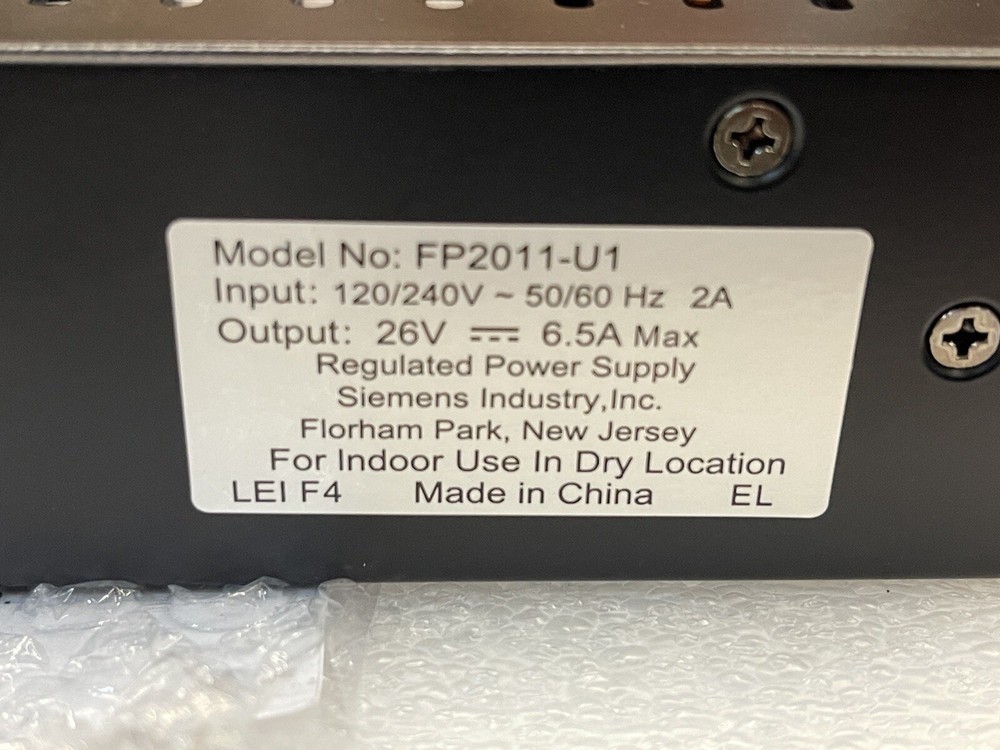 Model No: FP2011-U1
Input: 120/240V ~ 50/60 Hz 2A
Output: 26V ⎓ 6.5A Max
Regulated Power Supply
Siemens Industry,Inc.
Florham Park, New Jersey
For Indoor Use In Dry Location
LEI F4 Made in China EL